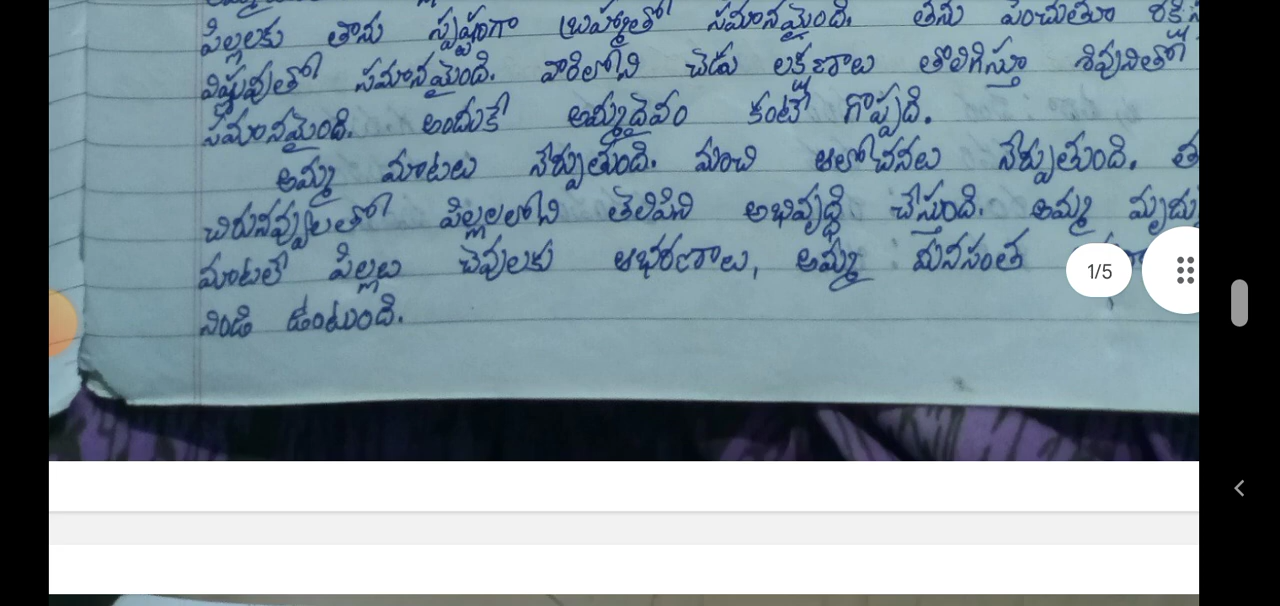 పిల్లలకు తాను స్పష్టంగా బ్రహ్మతో సమానమైంది. తను పెంచుతూ
విష్ణువుతో సమానమైంది. వారిలోని చెడు లక్షణాలు తొలగిస్తూ శివునితో
సమానమైంది. అందుకే అమ్మదైవం కంటే గొప్పది.
అమ్మ మాటలు నేర్పుతుంది. మంచి ఆలోచనలు నేర్పుతుంది. త
చిరునవ్వులతో పిల్లలలోని తెలివిని అభివృద్ధి చేస్తుంది. అమ్మ మృదు
మాటలే పిల్లల చెవులకు ఆభరణాలు, అమ్మ మనసంత
నిండి ఉంటుంది.
1/5